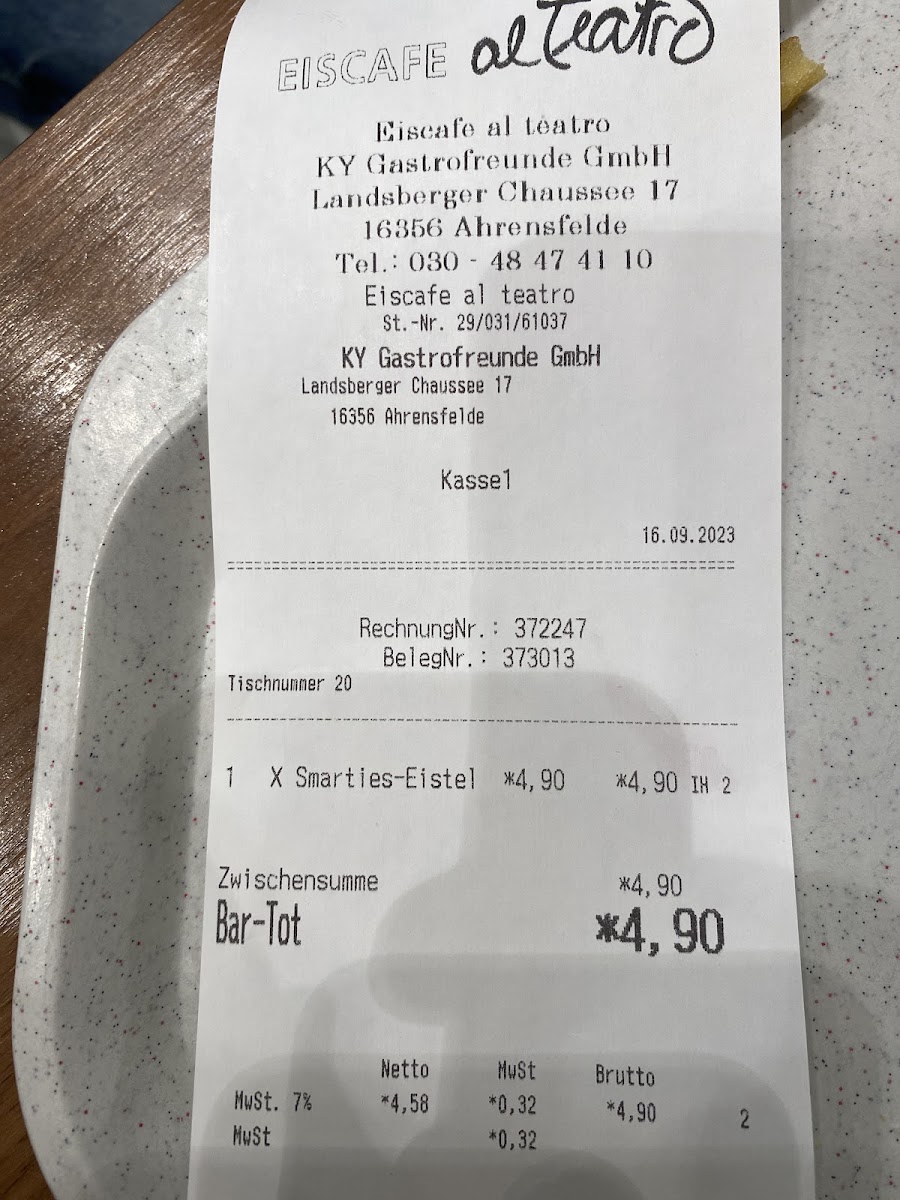 EISCAFE al Teatro
Eiscafe al teatro
KY Gastrofreunde GmbH
Landsberger Chaussee 17
16356 Ahrensfelde
Tel.: 030 - 48 47 41 10
Eiscafe al teatro
St.-Nr. 29/031/61037
KY Gastrofreunde GmbH
Landsberger Chaussee 17
16356 Ahrensfelde
Kasse1
16.09.2023
RechnungNr.: 372247
BelegNr.: 373013
Tischnummer 20
1 X Smarties-Eistel *4,90 *4,90 IH 2
Zwischensumme *4,90
Bar-Tot *4,90
Netto MwSt Brutto
MwSt. 7% *4,58 *0,32 *4,90 2
MwSt *0,32